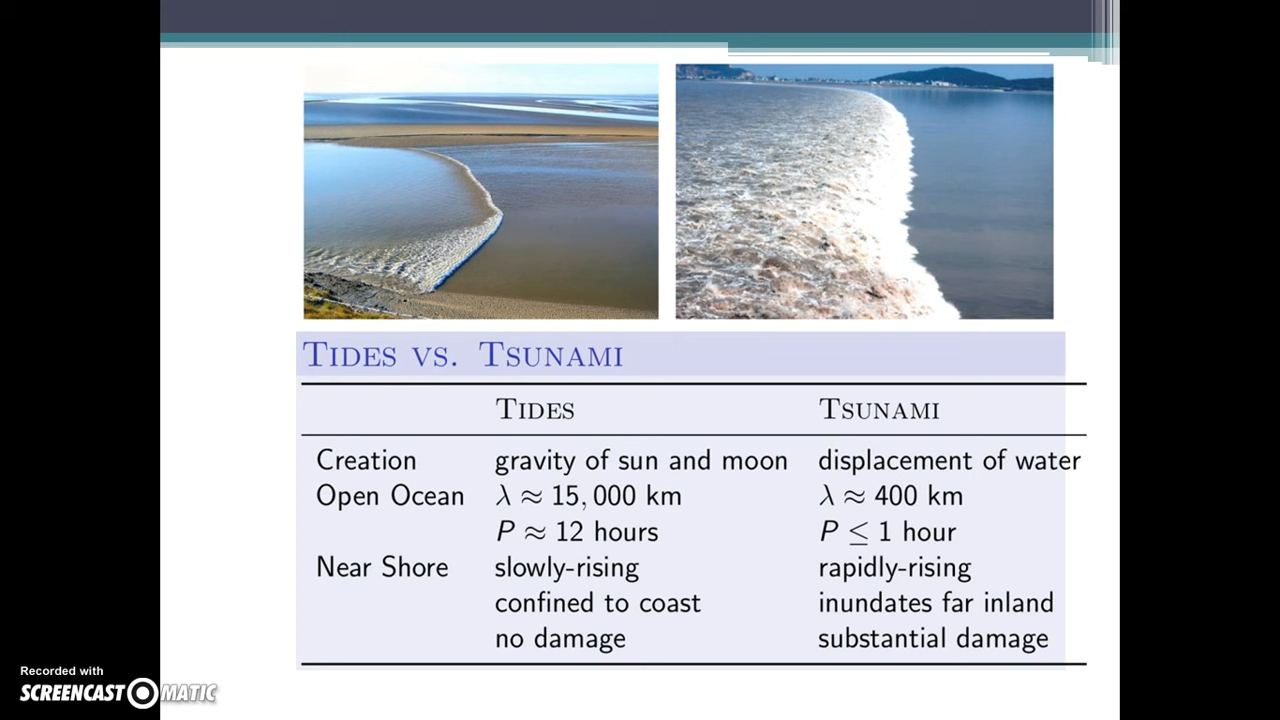 TIDES VS. TSUNAMI
TIDES TSUNAMI
Creation gravity of sun and moon displacement of water
Open Ocean λ ≈ 15,000 km λ ≈ 400 km
P ≈ 12 hours P ≤ 1 hour
Near Shore slowly-rising rapidly-rising
confined to coast inundates far inland
no damage substantial damage
Recorded with
SCREENCAST MATIC